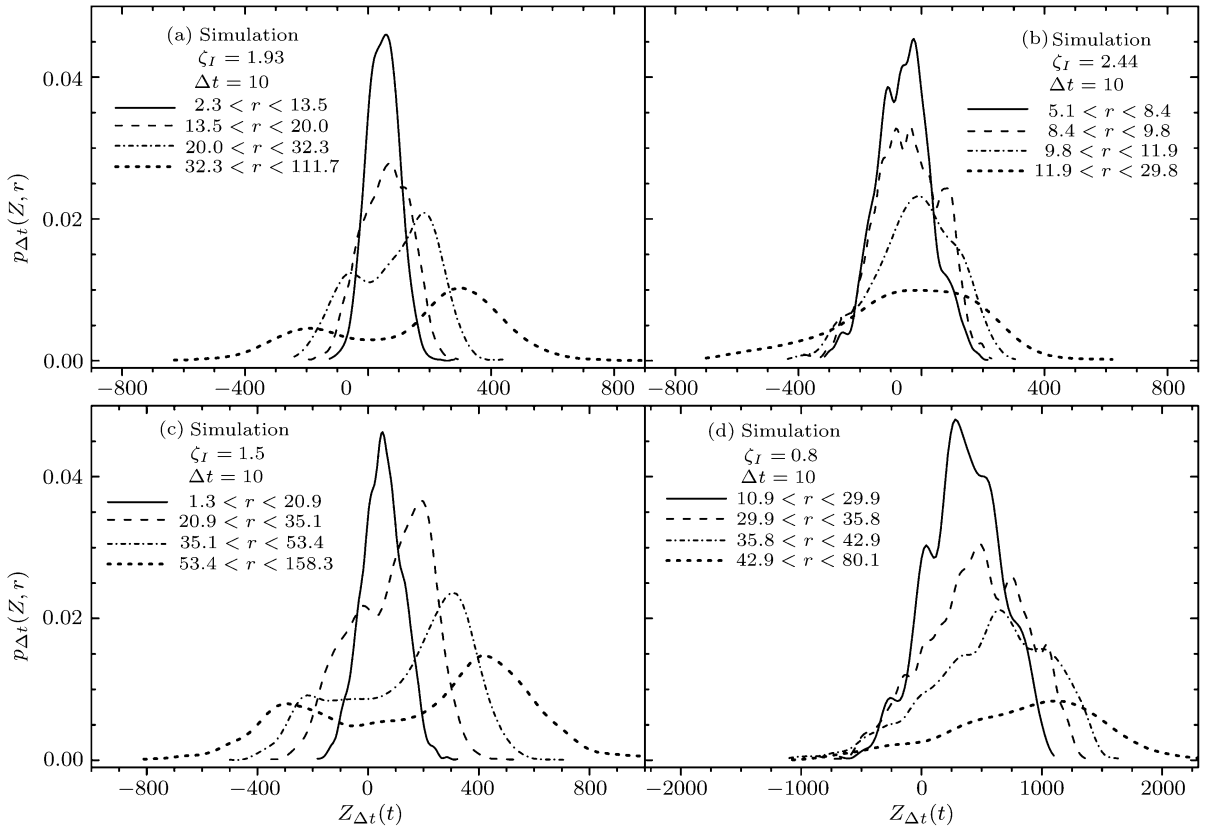 (a) Simulation
ζ_I = 1.93
Δt = 10
2.3 < r < 13.5
13.5 < r < 20.0
20.0 < r < 32.3
32.3 < r < 111.7
0.04
0.02
0.00
p_Δt(Z, r)
−800 −400 0 400 800
(b) Simulation
ζ_I = 2.44
Δt = 10
5.1 < r < 8.4
8.4 < r < 9.8
9.8 < r < 11.9
11.9 < r < 29.8
−800 −400 0 400 800
(c) Simulation
ζ_I = 1.5
Δt = 10
1.3 < r < 20.9
20.9 < r < 35.1
35.1 < r < 53.4
53.4 < r < 158.3
0.04
0.02
0.00
p_Δt(Z, r)
−800 −400 0 400 800
Z_Δt(t)
(d) Simulation
ζ_I = 0.8
Δt = 10
10.9 < r < 29.9
29.9 < r < 35.8
35.8 < r < 42.9
42.9 < r < 80.1
−2000 −1000 0 1000 2000
Z_Δt(t)